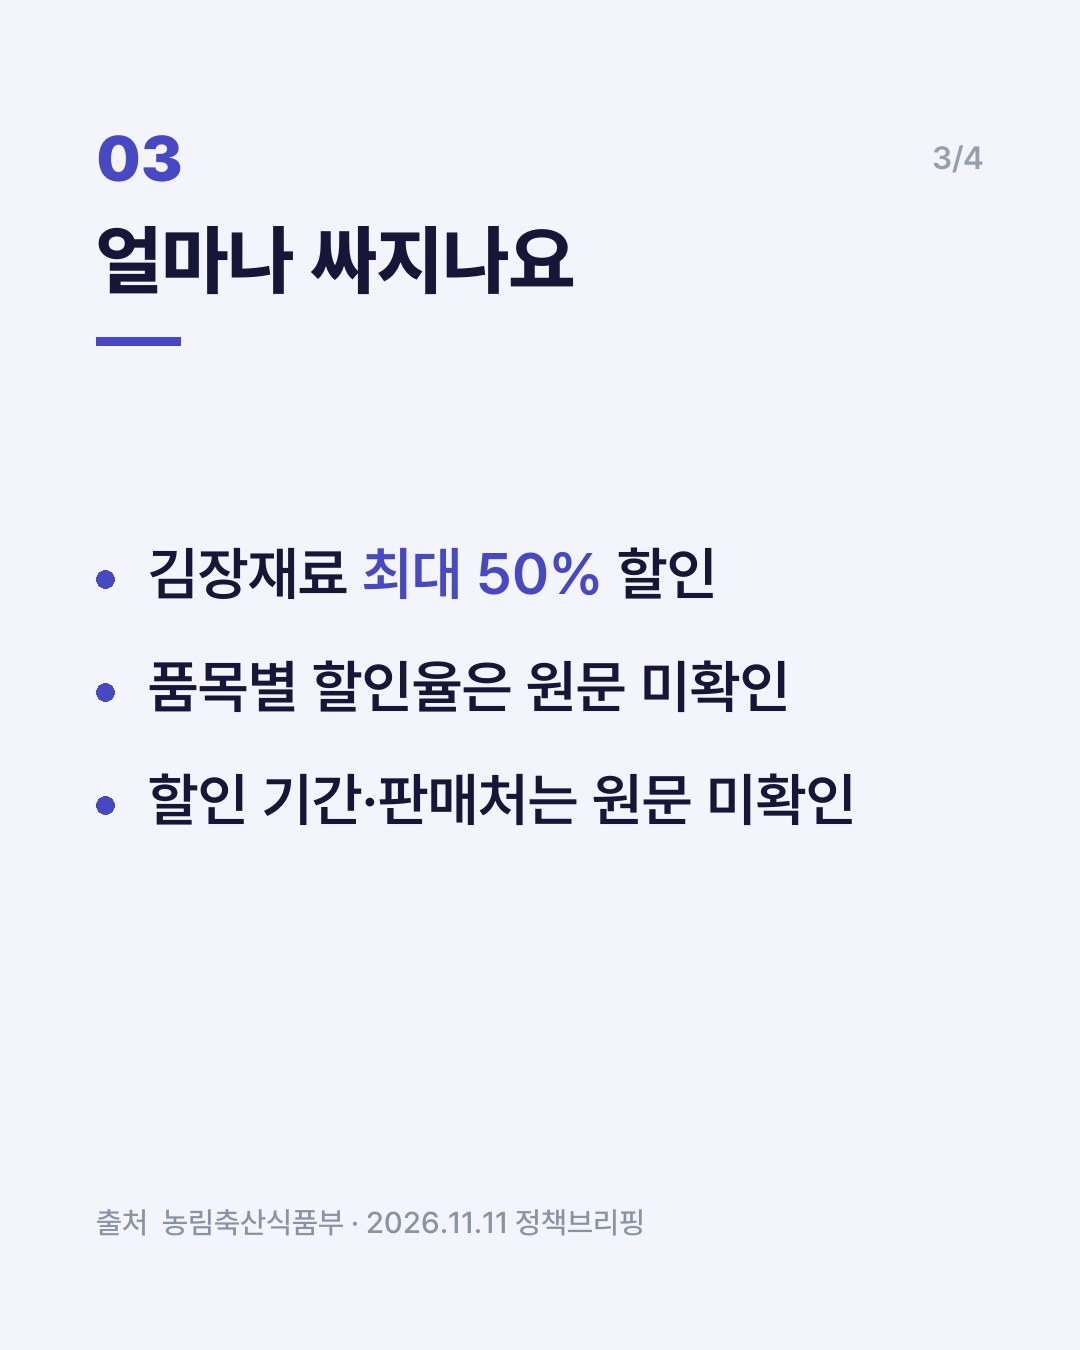 03
3/4
얼마나 싸지나요
김장재료 최대 50% 할인
품목별 할인율은 원문 미확인
할인 기간·판매처는 원문 미확인
출처 농림축산식품부 · 2026.11.11 정책브리핑